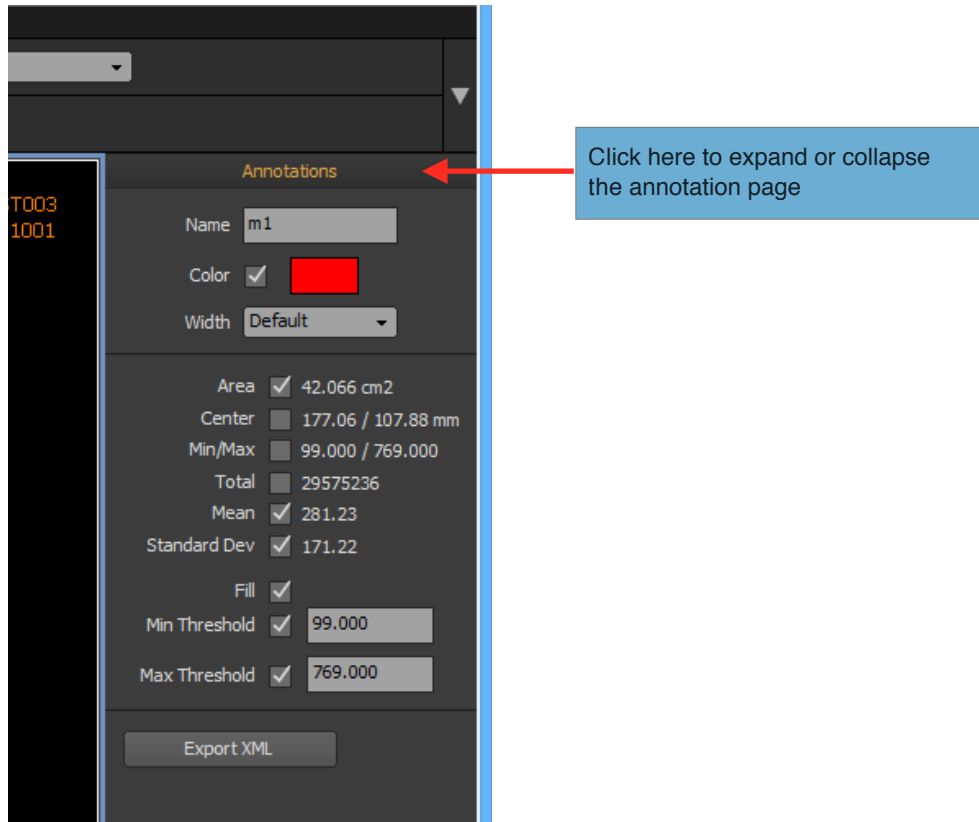 Annotations
Click here to expand or collapse
the annotation page
T003
1001
Name m1
Color
Width Default
Area 42.066 cm2
Center 177.06 / 107.88 mm
Min/Max 99.000 / 769.000
Total 29575236
Mean 281.23
Standard Dev 171.22
Fill
Min Threshold 99.000
Max Threshold 769.000
Export XML